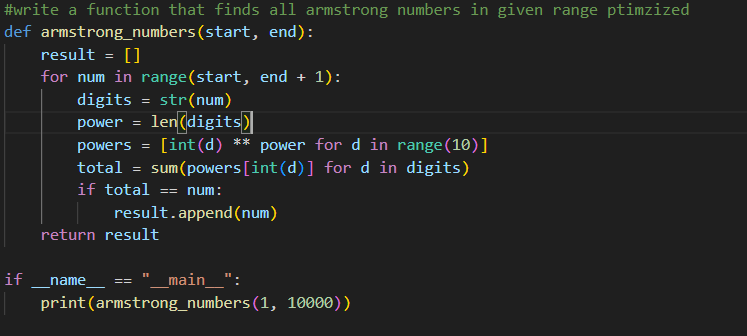 #write a function that finds all armstrong numbers in given range ptimzized
def armstrong_numbers(start, end):
    result = []
    for num in range(start, end + 1):
        digits = str(num)
        power = len(digits)
        powers = [int(d) ** power for d in range(10)]
        total = sum(powers[int(d)] for d in digits)
        if total == num:
            result.append(num)
    return result

if __name__ == "__main__":
    print(armstrong_numbers(1, 10000))